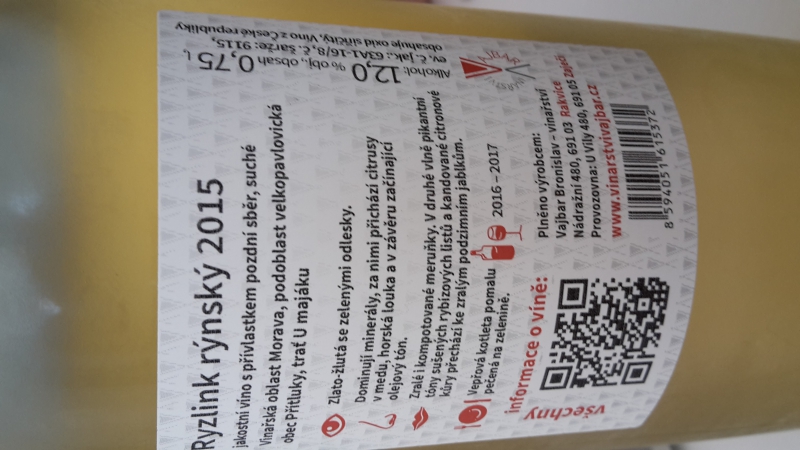 Ryzlink rýnský 2015
jakostní víno s přívlastkem pozdní sběr, suché
Vinařská oblast Morava, podoblast velkopavlovická
obec Přítluky, trať U majáku
Zlato-žlutá se zelenými odlesky.
Dominují minerály, za nimi přichází citrusy
v medu, horská louka a v závěru začínající
olejový tón.
Zralé i kompotované meruňky. V druhé vlně pikantní
tóny sušených rybízových listů a kandované citronové
kůry přechází ke zralým podzimním jablkům.
Vepřová kotleta pomalu
pečená na zelenině.
2016 – 2017
všechny
informace o víně:
Plněno výrobcem:
Vajbar Bronislav - vinařství
Nádražní 480, 691 03 Rakvice
Provozovna: U Vily 480, 691 05 Zaječí
www.vinarstvivajbar.cz
8 594051 615372
Alkohol: 12,0 % obj., obsah 0,75 l
ev. č. jak.: 63A1-16/8, č. šarže: 9115,
obsahuje oxid siřičitý, Víno z České republiky